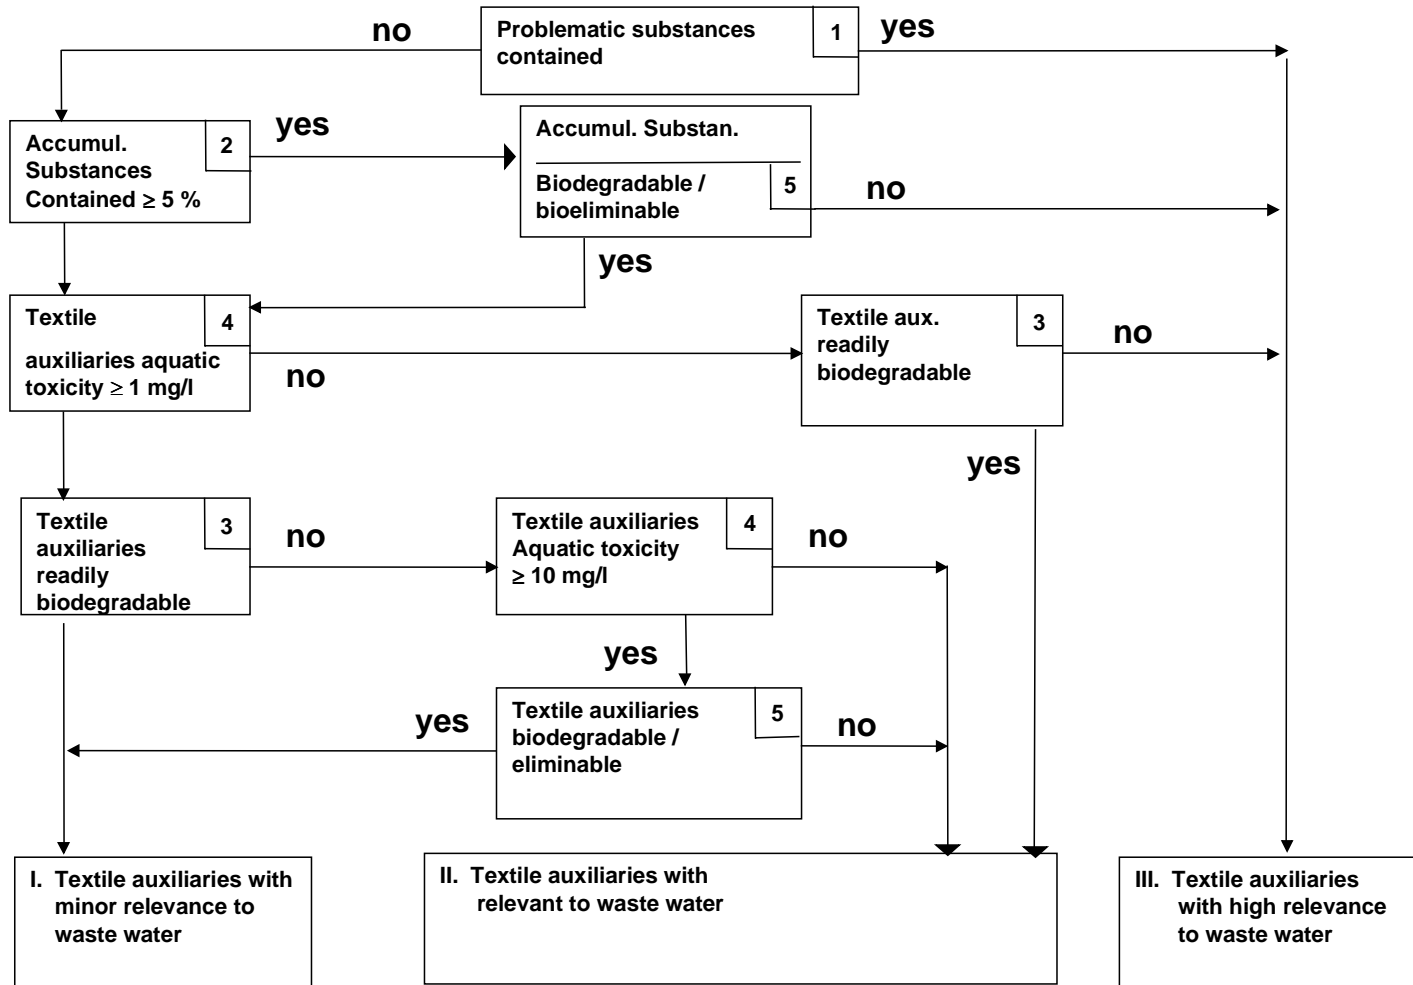 no
Problematic substances
contained
1
yes
Accumul.
Substances
Contained ≥ 5 %
2
yes
Accumul. Substan.
Biodegradable /
bioeliminable
5
no
yes
Textile
auxiliaries aquatic
toxicity ≥ 1 mg/l
4
no
Textile aux.
readily
biodegradable
3
no
yes
Textile
auxiliaries
readily
biodegradable
3
no
Textile auxiliaries
Aquatic toxicity
≥ 10 mg/l
4
no
yes
yes
Textile auxiliaries
biodegradable /
eliminable
5
no
I. Textile auxiliaries with
minor relevance to
waste water
II. Textile auxiliaries with
relevant to waste water
III. Textile auxiliaries
with high relevance
to waste water